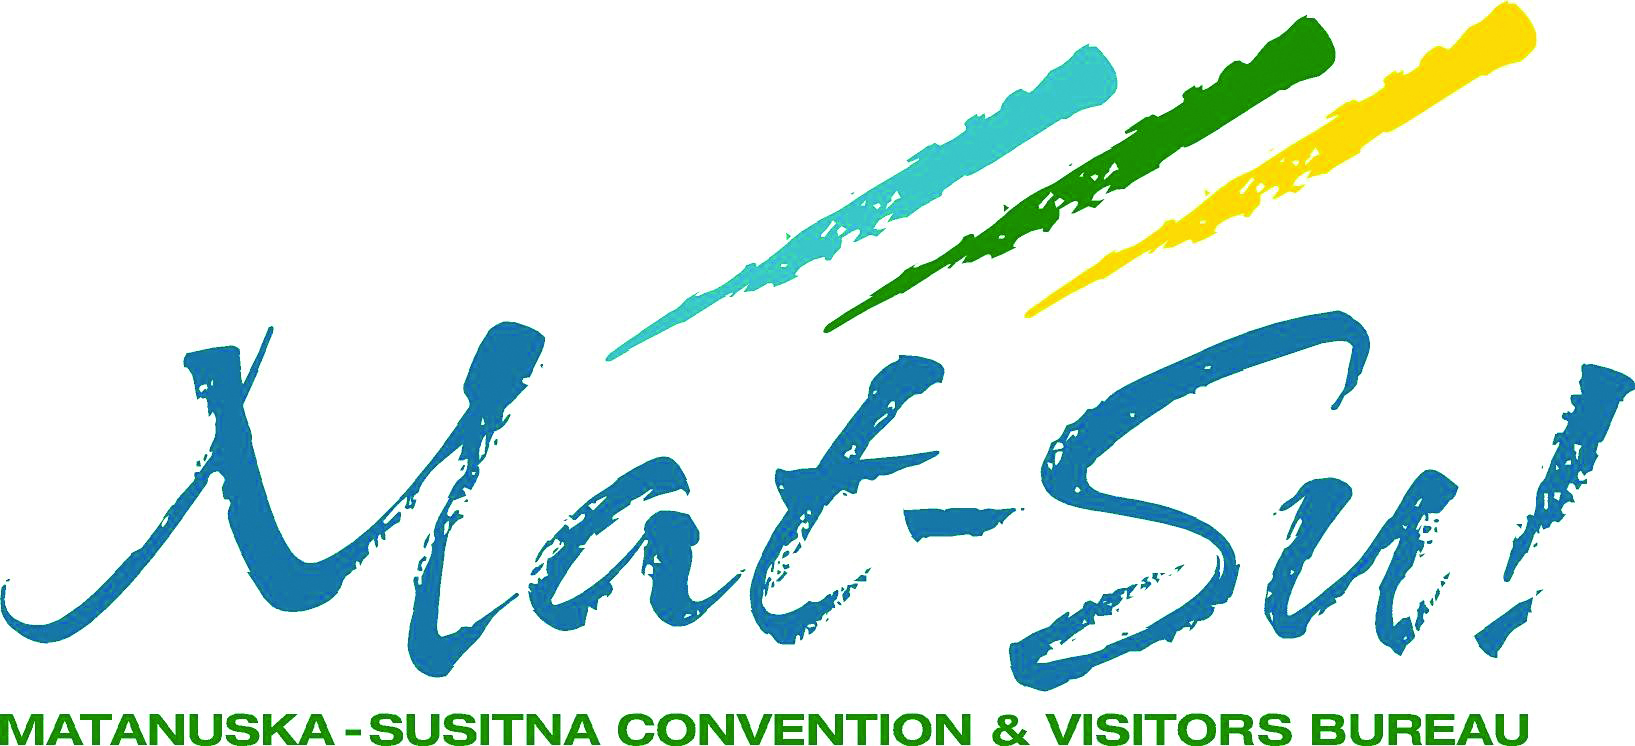 Mat-Su!
MATANUSKA-SUSITNA CONVENTION & VISITORS BUREAU